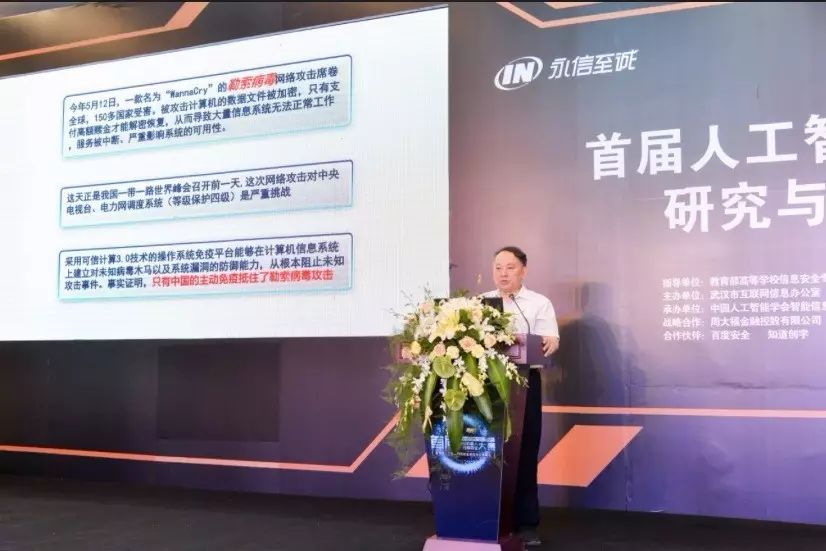 今年5月12日，一款名为“WannaCry”的勒索病毒网络攻击席卷
全球，150多国家受害。被攻击计算机的数据文件被加密，只有支
付高额赎金才能解密恢复，从而导致大量信息系统无法正常工作
，服务被中断、严重影响系统的可用性。
这天正是我国一带一路世界峰会召开前一天，这次网络攻击对中央
电视台、电力网调度系统（等级保护四级）是严重挑战
采用可信计算3.0技术的操作系统免疫平台能够在计算机信息系统
上建立对未知病毒木马以及系统漏洞的防御能力，从根本阻止未知
攻击事件。事实证明，只有中国的主动免疫抵住了勒索病毒攻击
IN 永信至诚
首届人工智
研究与
指导单位：教育部高等学校信息安全专
主办单位：武汉市互联网信息办公室
承办单位：中国人工智能学会智能信息
战略合作：周大福金融投数有限公司
合作伙伴：百度安全 知道创宇
大赛